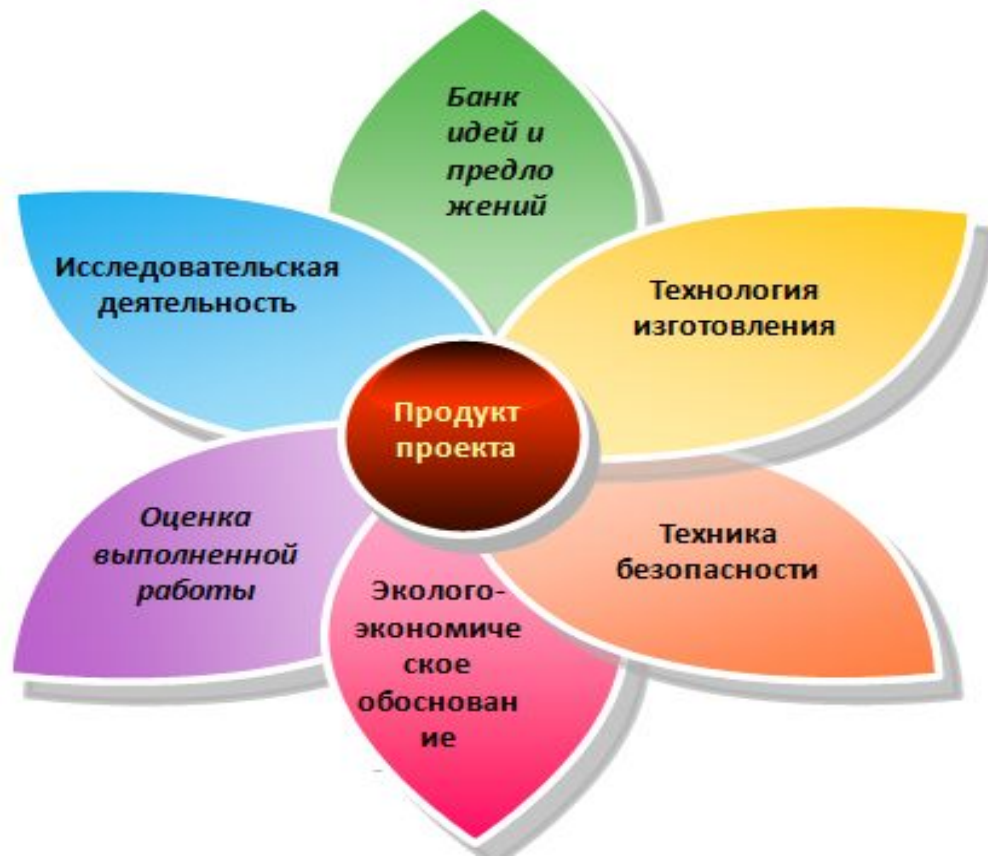 Банк
идей и
предло
жений
Исследовательская
деятельность
Технология
изготовления
Продукт
проекта
Оценка
выполненной
работы
Техника
безопасности
Эколого-
экономиче
ское
обоснован
ие